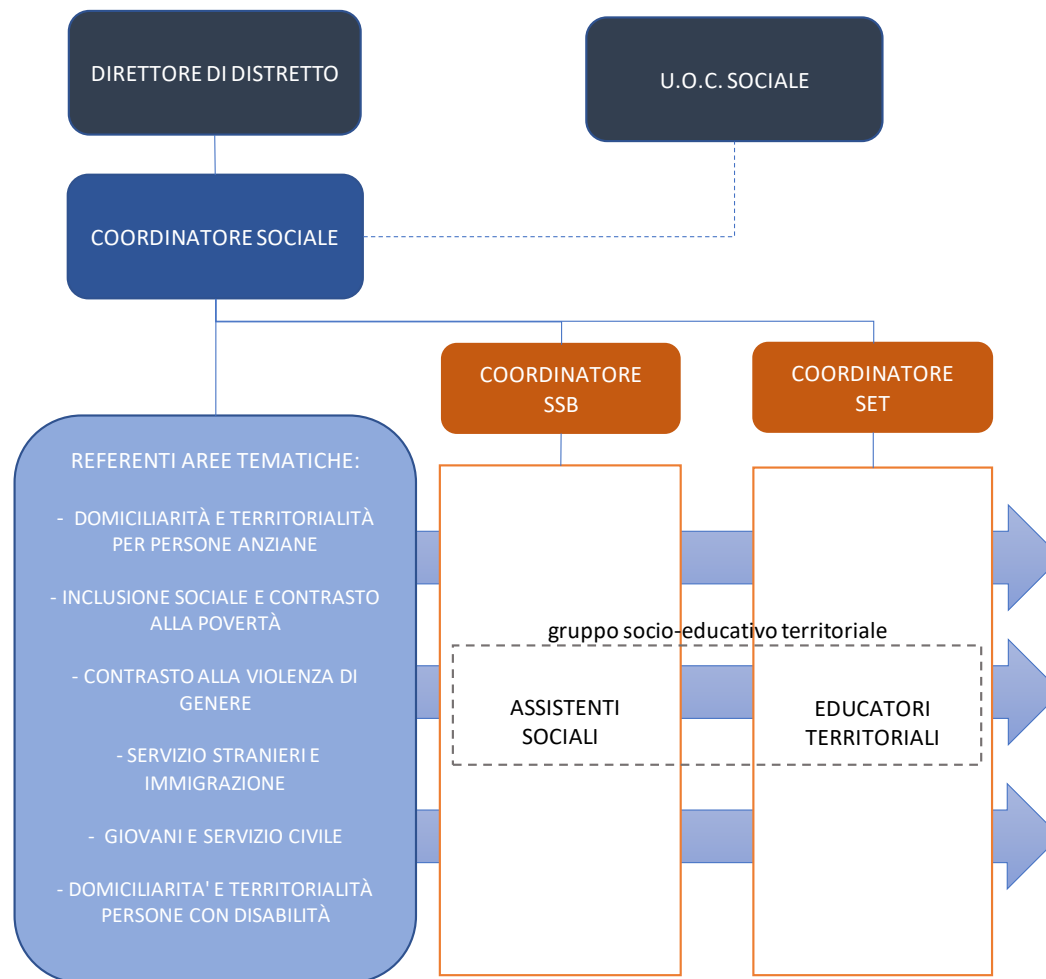 DIRETTORE DI DISTRETTO
U.O.C. SOCIALE
COORDINATORE SOCIALE
COORDINATORE
SSB
COORDINATORE
SET
REFERENTI AREE TEMATICHE:
- DOMICILIARITÀ E TERRITORIALITÀ
PER PERSONE ANZIANE
- INCLUSIONE SOCIALE E CONTRASTO
ALLA POVERTÀ
- CONTRASTO ALLA VIOLENZA DI
GENERE
- SERVIZIO STRANIERI E
IMMIGRAZIONE
- GIOVANI E SERVIZIO CIVILE
- DOMICILIARITA' E TERRITORIALITÀ
PERSONE CON DISABILITÀ
gruppo socio-educativo territoriale
ASSISTENTI
SOCIALI
EDUCATORI
TERRITORIALI